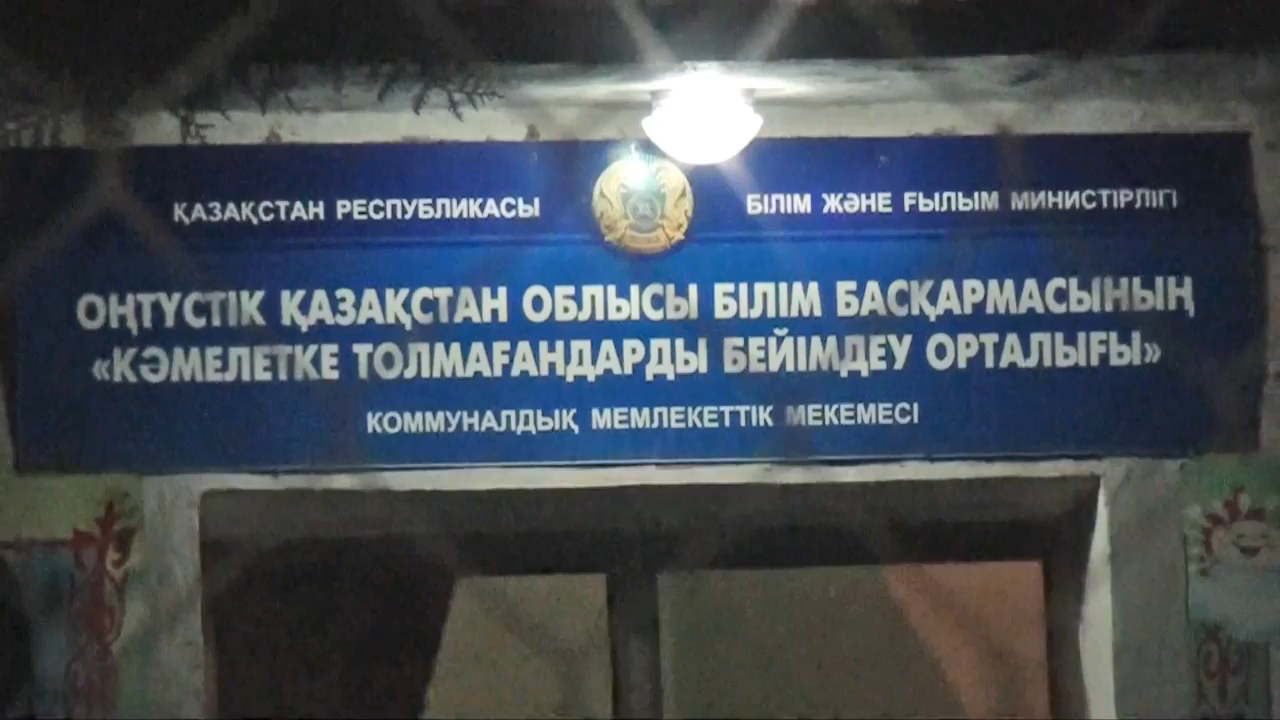 ҚАЗАҚСТАН РЕСПУБЛИКАСЫ
БІЛІМ ЖӘНЕ ҒЫЛЫМ МИНИСТІРЛІГІ
ОҢТҮСТІК ҚАЗАҚСТАН ОБЛЫСЫ БІЛІМ БАСҚАРМАСЫНЫҢ
«КӘМЕЛЕТКЕ ТОЛМАҒАНДАРДЫ БЕЙІМДЕУ ОРТАЛЫҒЫ»
КОММУНАЛДЫҚ МЕМЛЕКЕТТІК МЕКЕМЕСІ